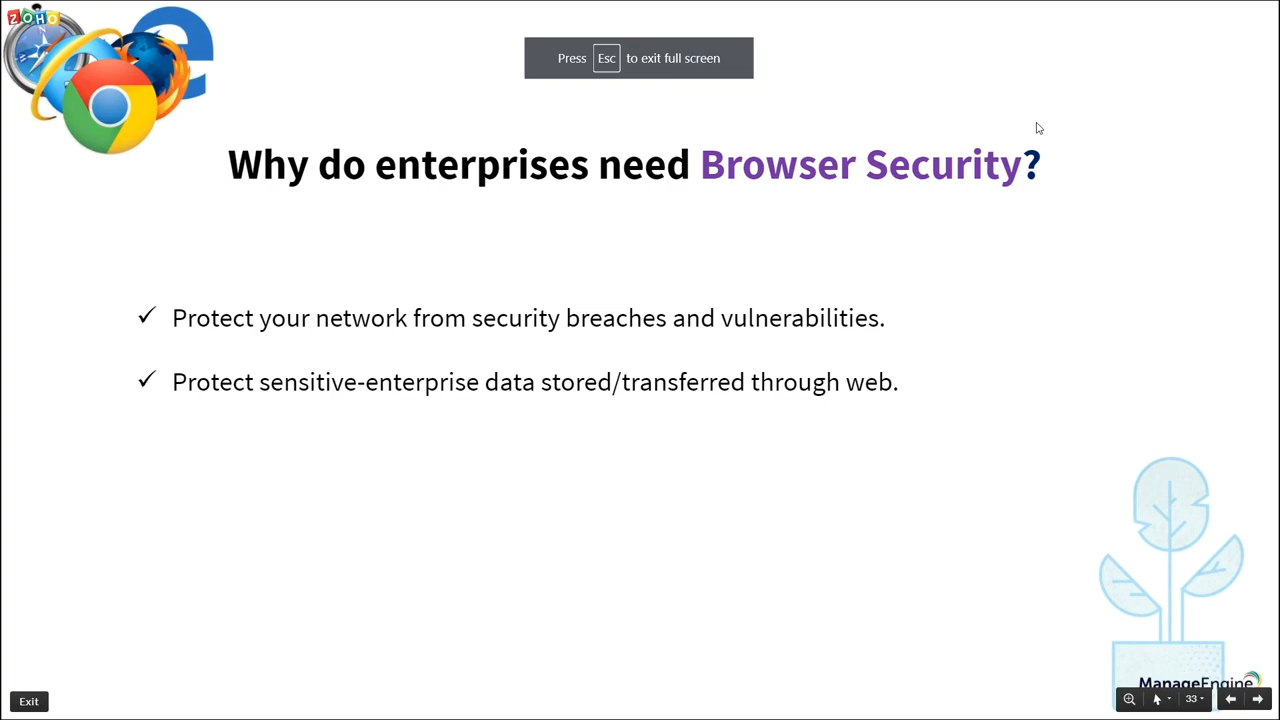 ZOHO
Press Esc to exit full screen
Why do enterprises need Browser Security?
✓ Protect your network from security breaches and vulnerabilities.
✓ Protect sensitive-enterprise data stored/transferred through web.
ManageEngine
Exit
33